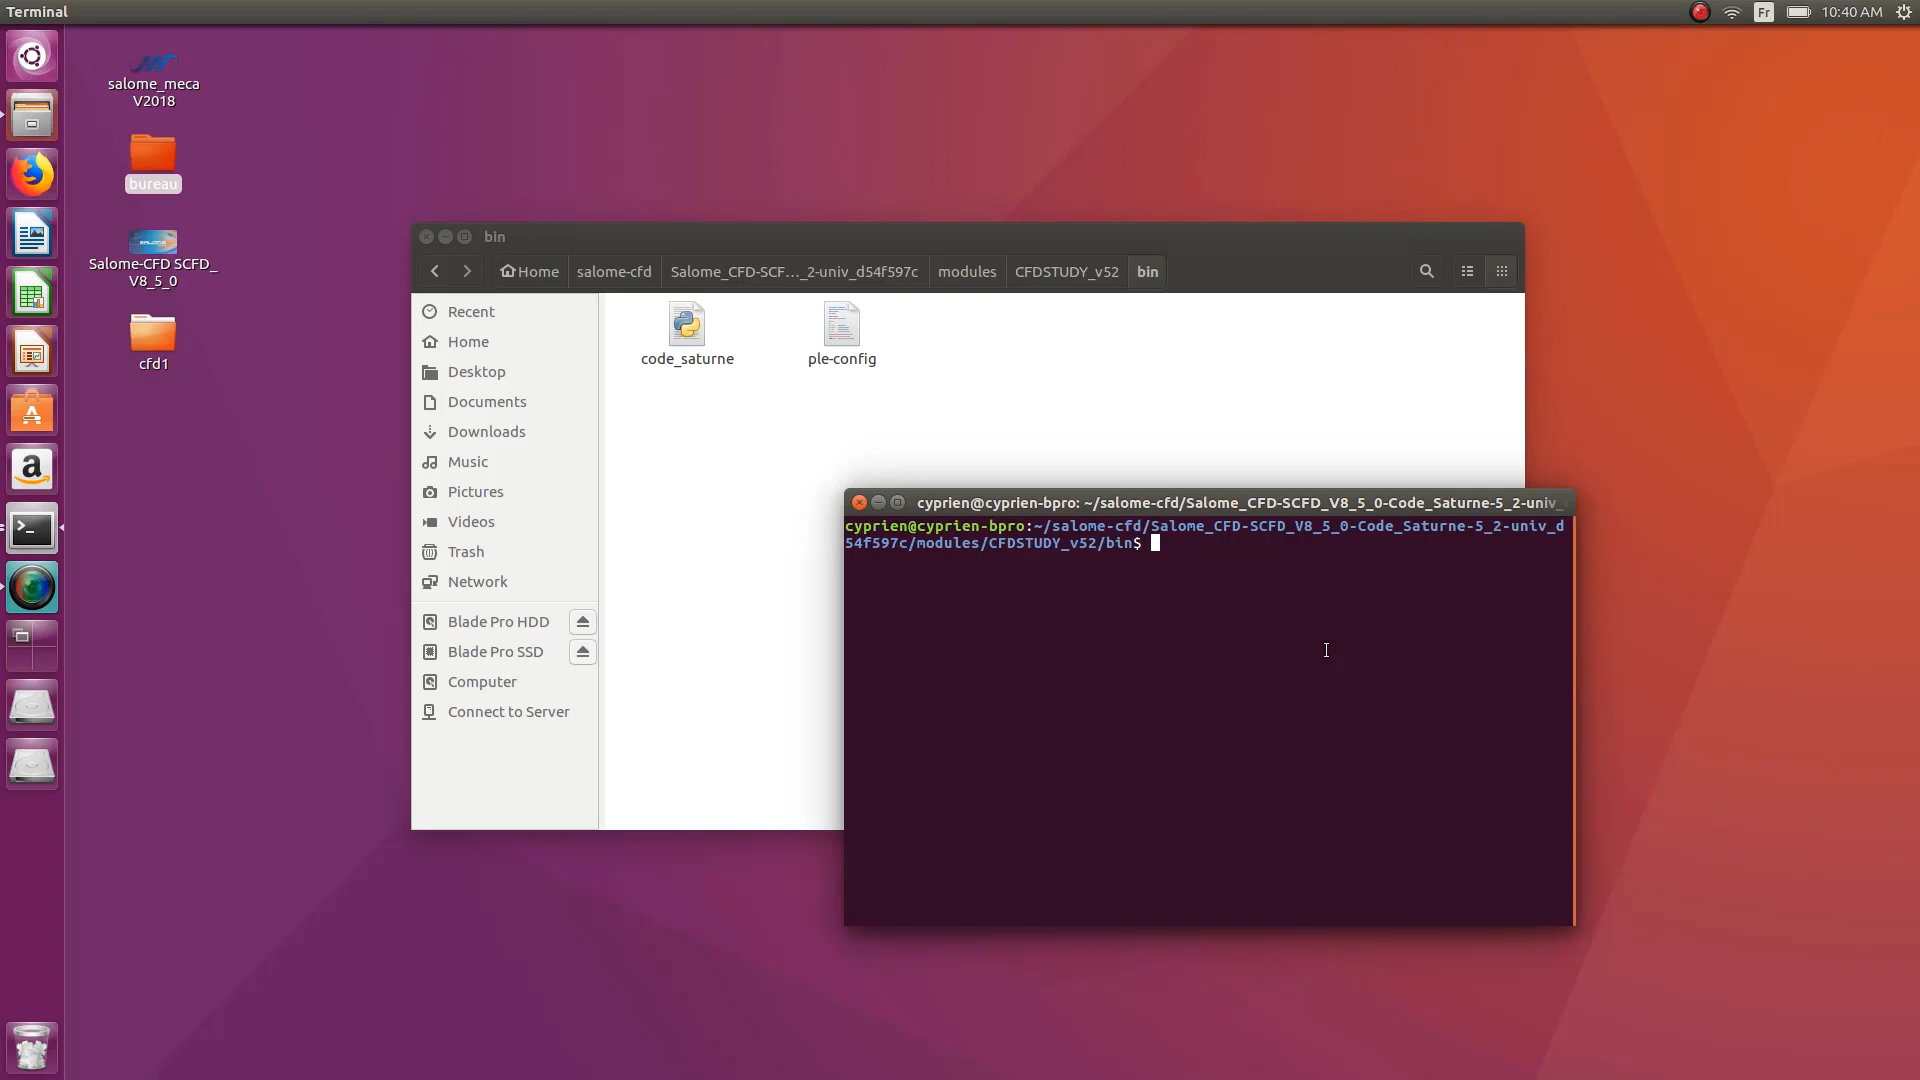 Terminal
Fr
10:40 AM
salome_meca
V2018
bureau
SALOME
Salome-CFD SCFD_
V8_5_0
cfd1
bin
Home
salome-cfd
Salome_CFD-SCF…_2-univ_d54f597c
modules
CFDSTUDY_v52
bin
Recent
Home
Desktop
Documents
Downloads
Music
Pictures
Videos
Trash
Network
Blade Pro HDD
Blade Pro SSD
Computer
Connect to Server
code_saturne
ple-config
cyprien@cyprien-bpro: ~/salome-cfd/Salome_CFD-SCFD_V8_5_0-Code_Saturne-5_2-univ_
cyprien@cyprien-bpro:~/salome-cfd/Salome_CFD-SCFD_V8_5_0-Code_Saturne-5_2-univ_d
54f597c/modules/CFDSTUDY_v52/bin$